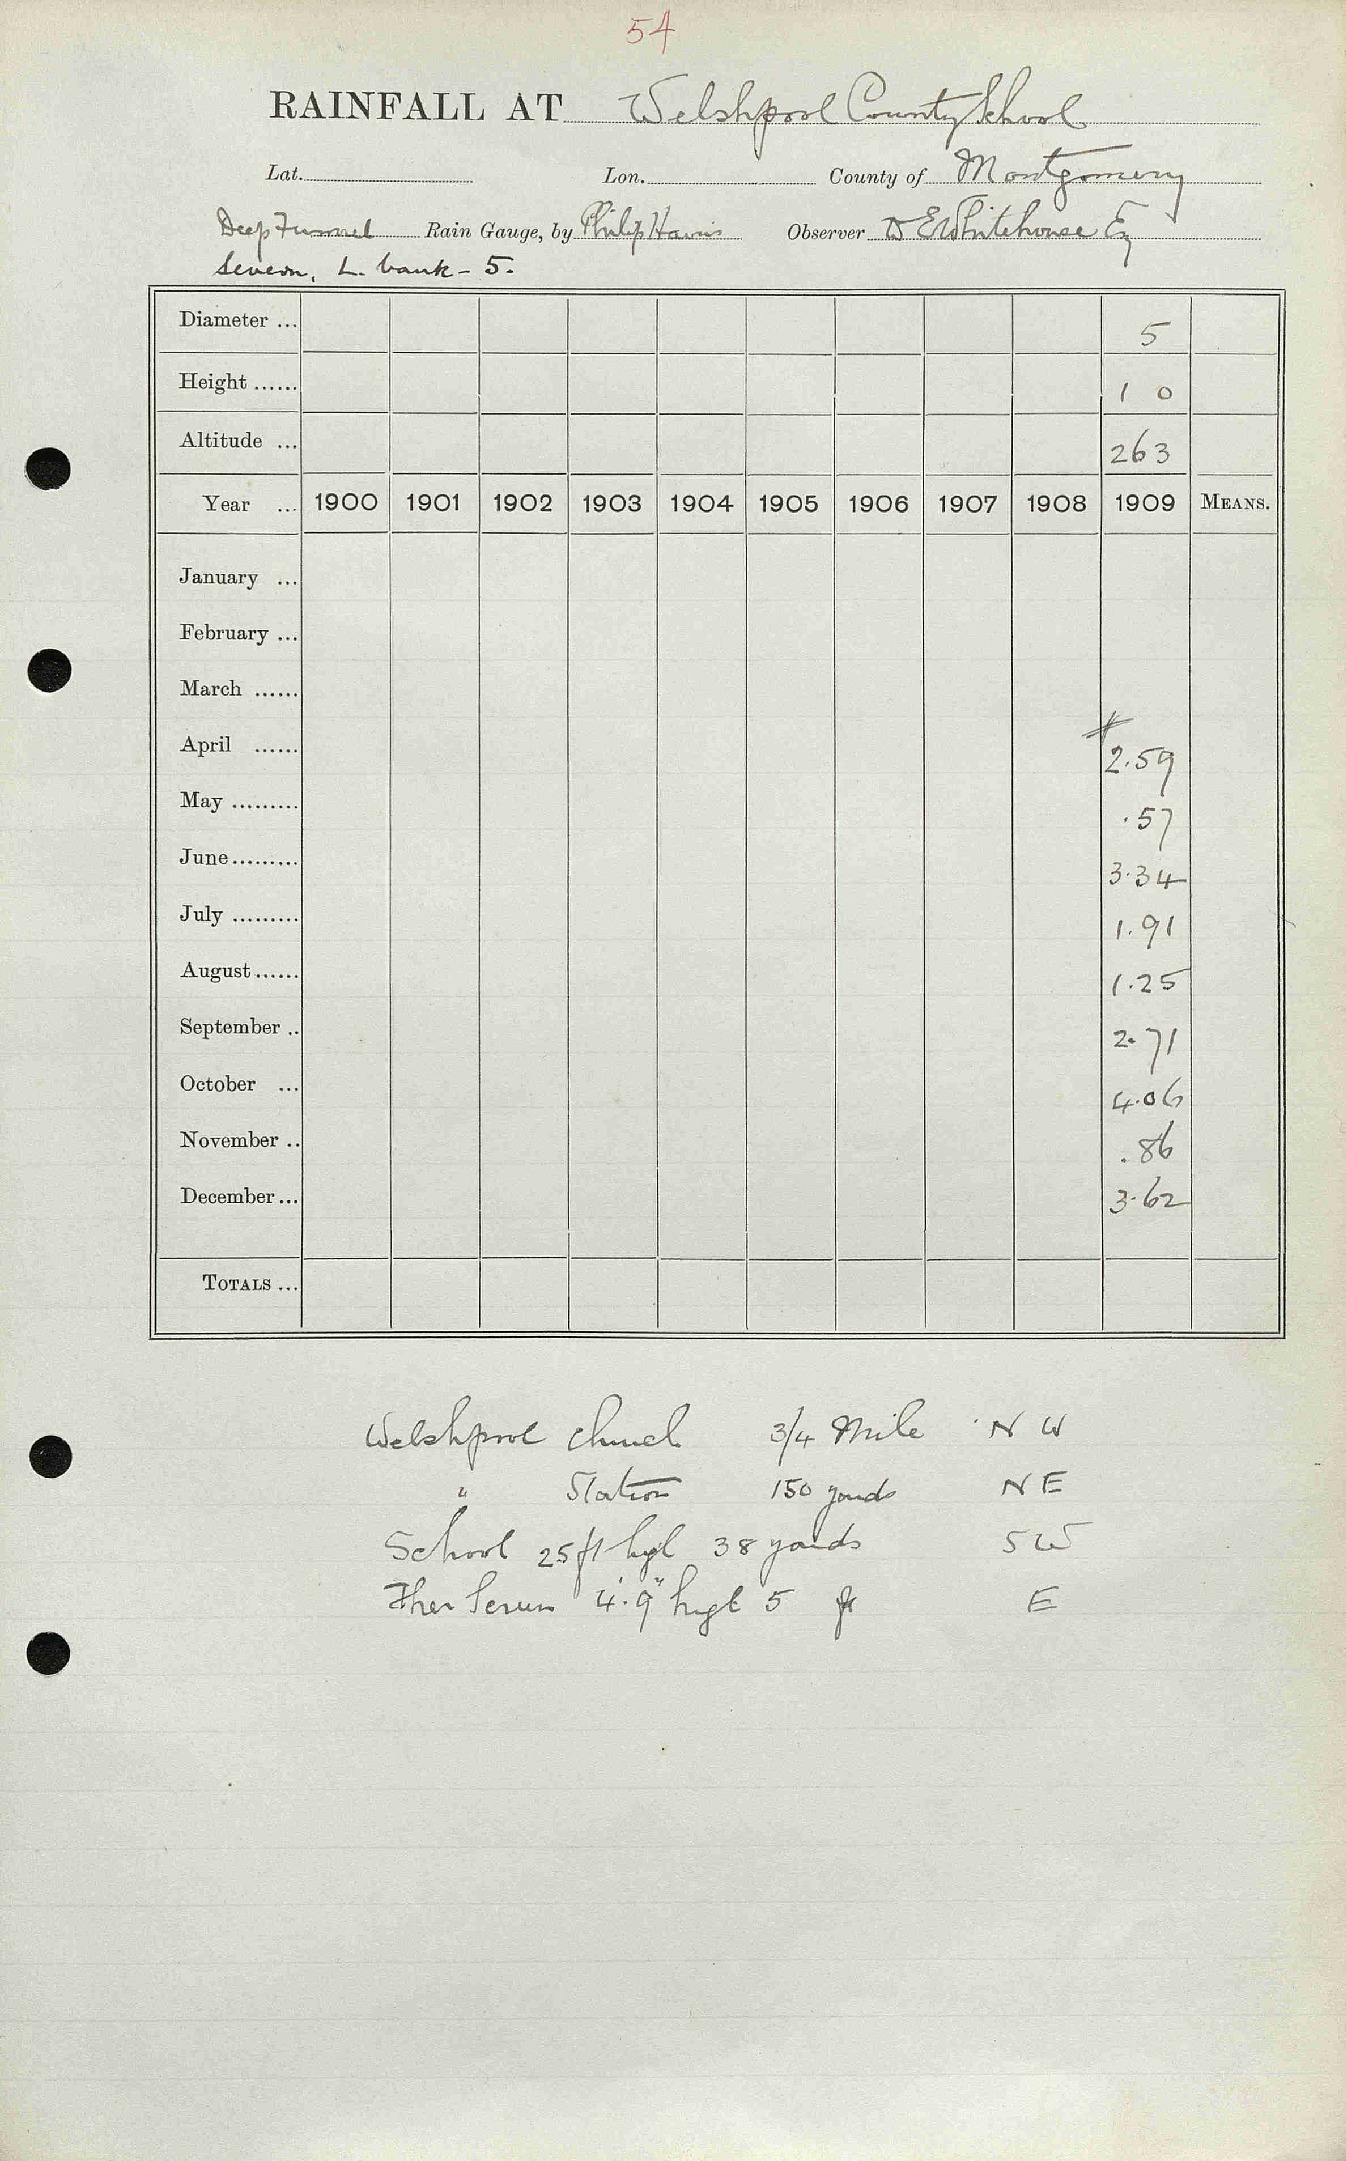 54
RAINFALL AT Welshpool County School
Lat. Lon. County of Montgomery
Deep Funnel Rain Gauge, by Philip Harris Observer D E Whitehouse Esq
Severn, L. bank - 5.
Diameter ... 5
Height ...... 1 0
Altitude ... 263
Year ... 1900 1901 1902 1903 1904 1905 1906 1907 1908 1909 MEANS.
January ...
February ...
March ......
April ...... 2.59
May ......... .57
June......... 3.34
July ......... 1.91
August...... 1.25
September .. 2.71
October ... 4.06
November .. .86
December... 3.62
TOTALS ...
Welshpool Church 3/4 Mile N W
" Station 150 yards N E
School 25 ft high 38 yards S W
Ther Screen 4'.9" high 5 ft E